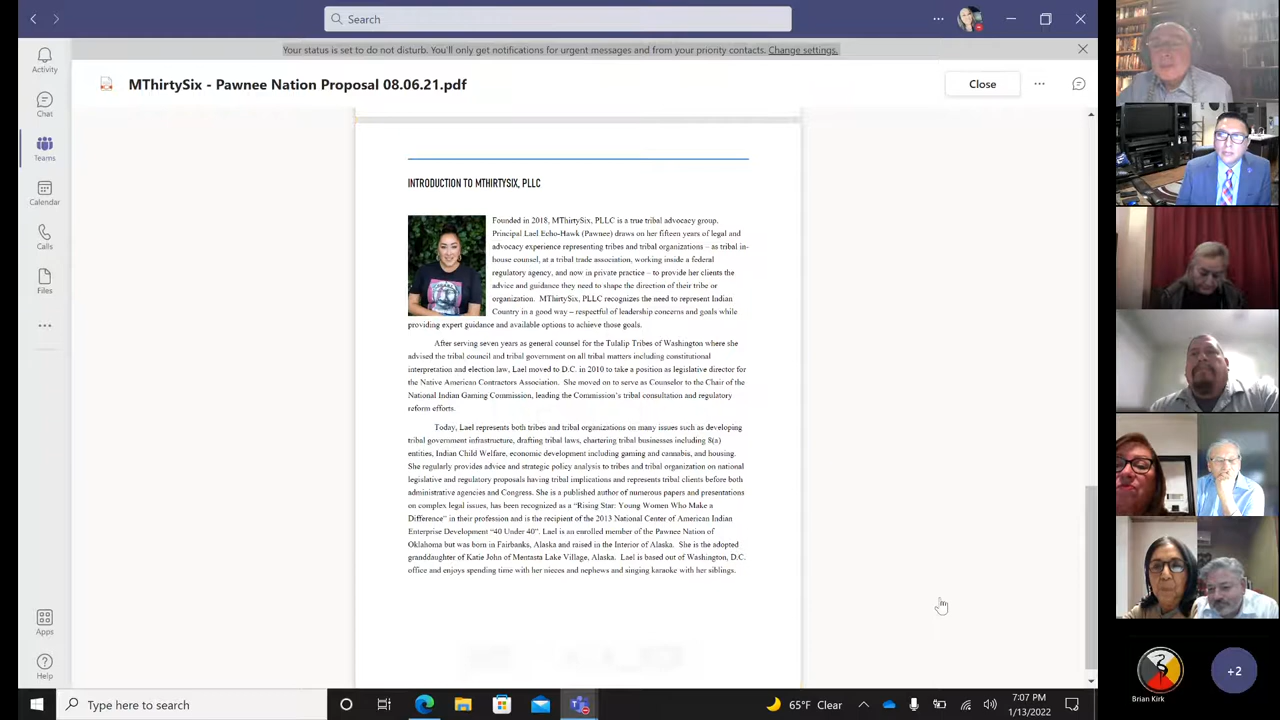 Search
Your status is set to do not disturb. You'll only get notifications for urgent messages and from your priority contacts. Change settings.
Activity
Chat
Teams
Calendar
Calls
Files
Apps
Help
MThirtySix - Pawnee Nation Proposal 08.06.21.pdf
Close
INTRODUCTION TO MTHIRTYSIX, PLLC
Founded in 2018, MThirtySix, PLLC is a true tribal advocacy group.
Principal Lael Echo-Hawk (Pawnee) draws on her fifteen years of legal and
advocacy experience representing tribes and tribal organizations – as tribal in-
house counsel, at a tribal trade association, working inside a federal
regulatory agency, and now in private practice – to provide her clients the
advice and guidance they need to shape the direction of their tribe or
organization. MThirtySix, PLLC recognizes the need to represent Indian
Country in a good way – respectful of leadership concerns and goals while
providing expert guidance and available options to achieve those goals.
After serving seven years as general counsel for the Tulalip Tribes of Washington where she
advised the tribal council and tribal government on all tribal matters including constitutional
interpretation and election law, Lael moved to D.C. in 2010 to take a position as legislative director for
the Native American Contractors Association. She moved on to serve as Counselor to the Chair of the
National Indian Gaming Commission, leading the Commission's tribal consultation and regulatory
reform efforts.
Today, Lael represents both tribes and tribal organizations on many issues such as developing
tribal government infrastructure, drafting tribal laws, chartering tribal businesses including 8(a)
entities, Indian Child Welfare, economic development including gaming and cannabis, and housing.
She regularly provides advice and strategic policy analysis to tribes and tribal organization on national
legislative and regulatory proposals having tribal implications and represents tribal clients before both
administrative agencies and Congress. She is a published author of numerous papers and presentations
on complex legal issues, has been recognized as a "Rising Star: Young Women Who Make a
Difference" in their profession and is the recipient of the 2013 National Center of American Indian
Enterprise Development "40 Under 40". Lael is an enrolled member of the Pawnee Nation of
Oklahoma but was born in Fairbanks, Alaska and raised in the Interior of Alaska. She is the adopted
granddaughter of Katie John of Mentasta Lake Village, Alaska. Lael is based out of Washington, D.C.
office and enjoys spending time with her nieces and nephews and singing karaoke with her siblings.
Brian Kirk
+2
Type here to search
65°F Clear
7:07 PM
1/13/2022